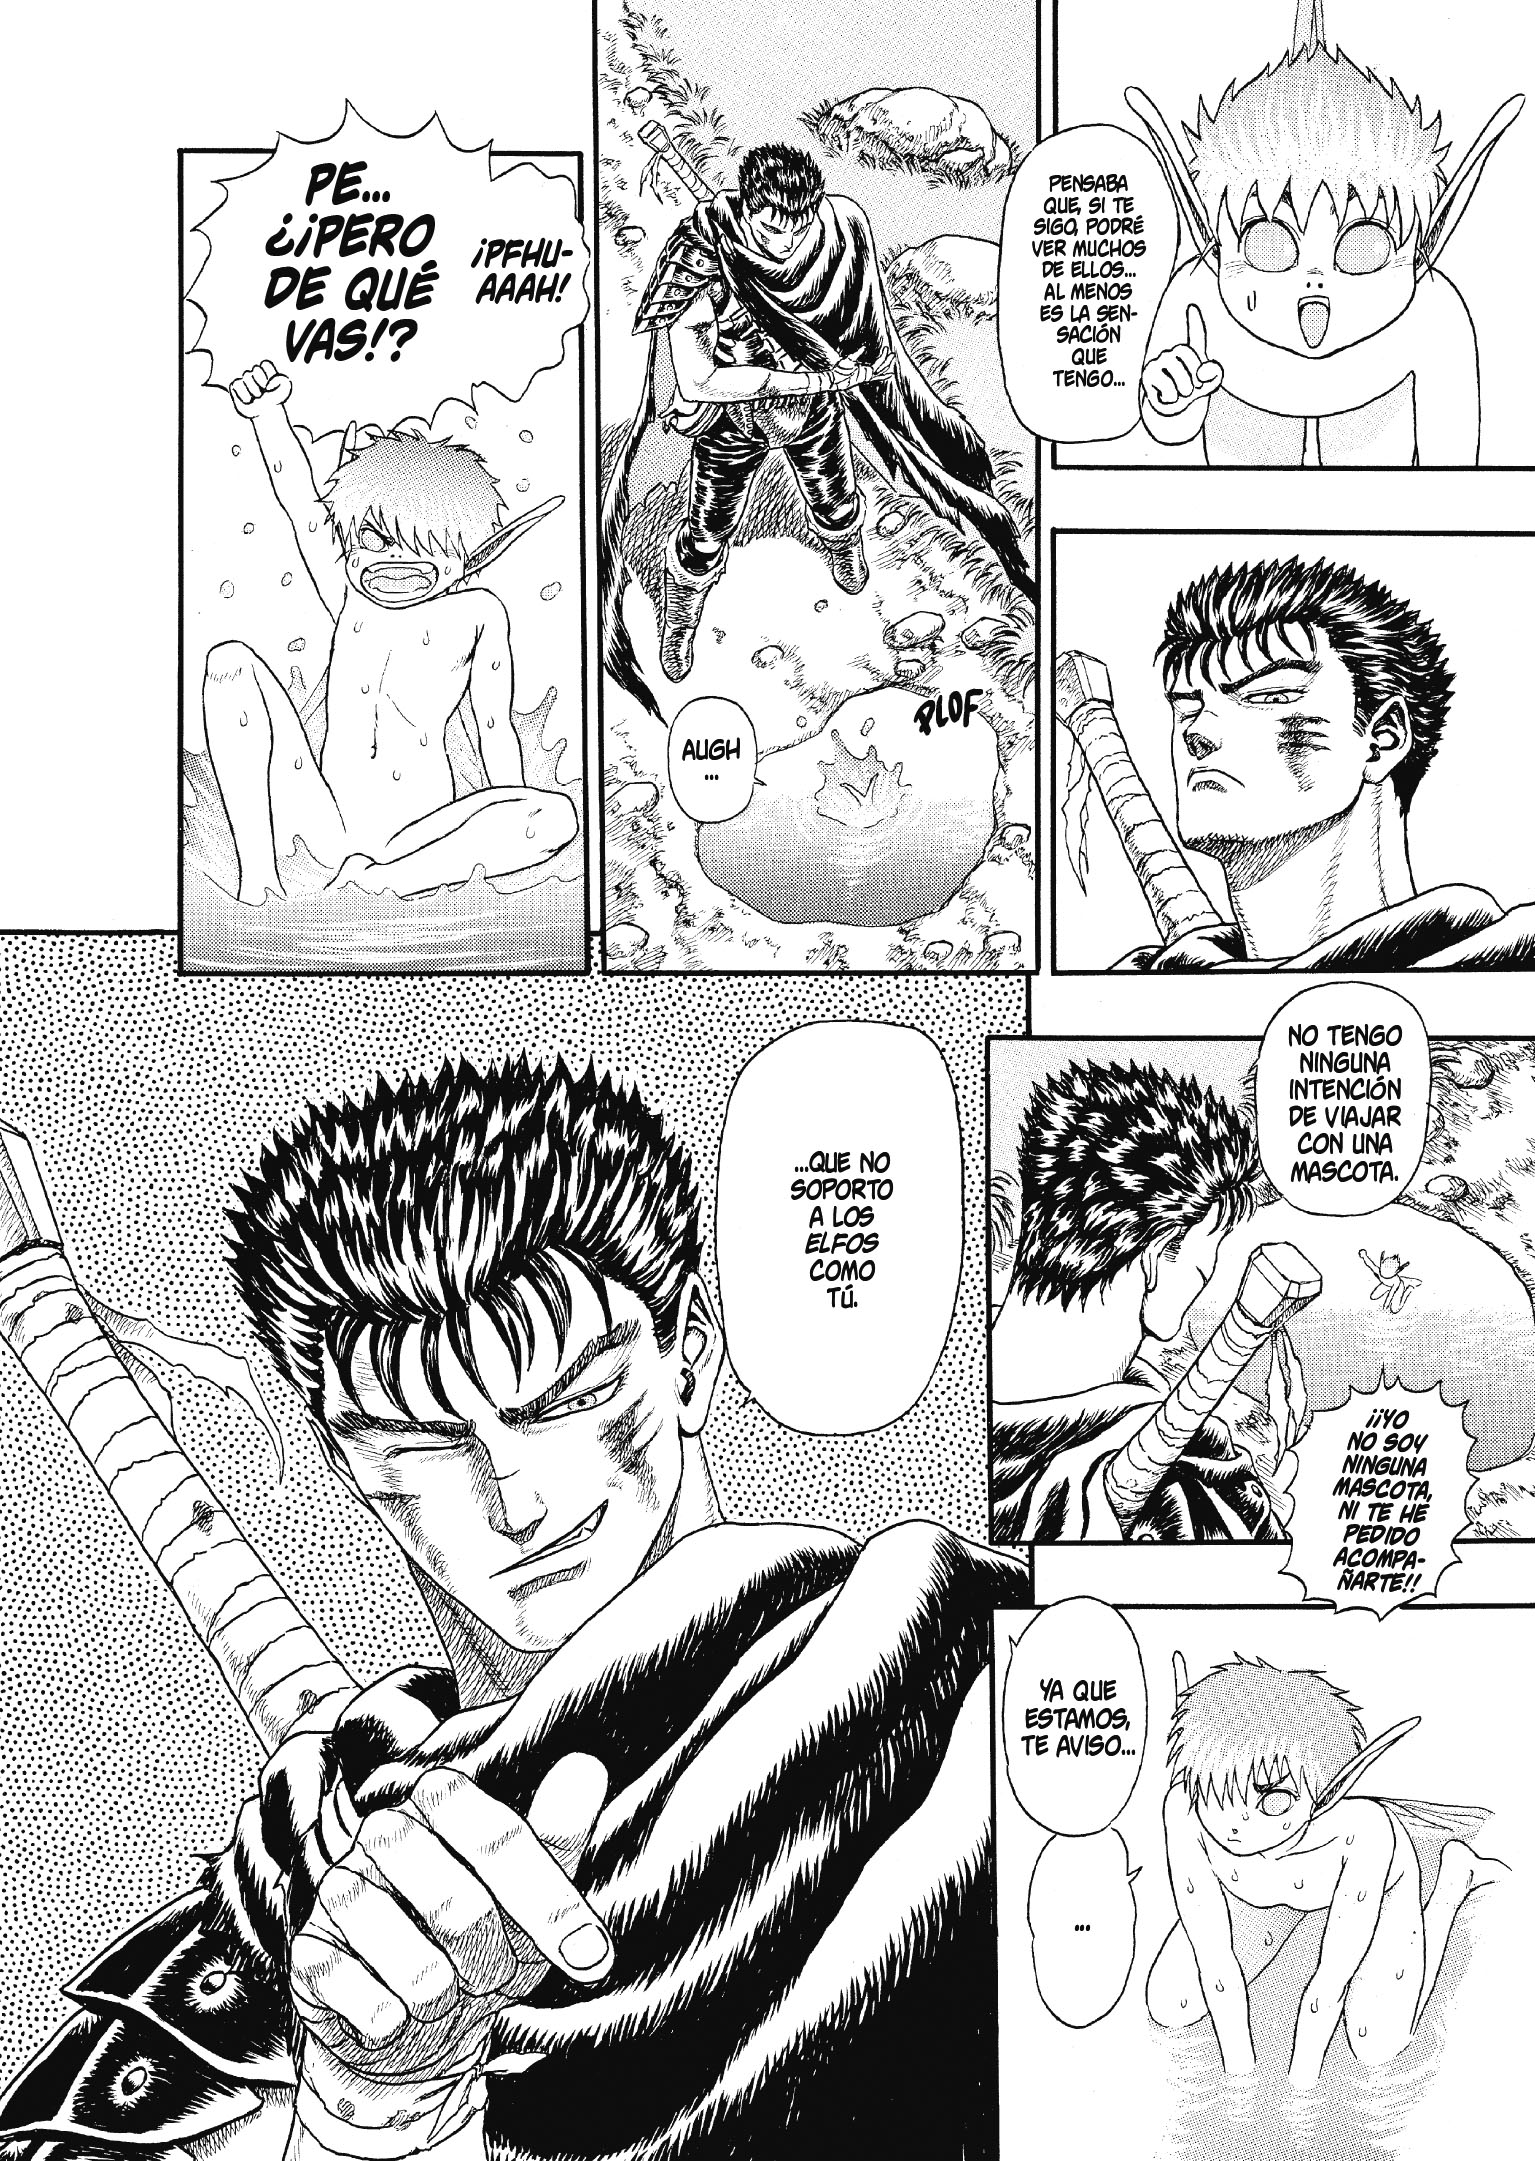 PENSABA
QUE, SI TE
SIGO, PODRÉ
VER MUCHOS
DE ELLOS...
AL MENOS
ES LA SEN-
SACIÓN
QUE
TENGO...
AUGH
...
PLOF
¡PFHU-
AAAH!
PE...
¿¡PERO
DE QUÉ
VAS!?
NO TENGO
NINGUNA
INTENCIÓN
DE VIAJAR
CON UNA
MASCOTA.
¡¡YO
NO SOY
NINGUNA
MASCOTA,
NI TE HE
PEDIDO
ACOMPA-
ÑARTE!!
YA QUE
ESTAMOS,
TE AVISO...
...
...QUE NO
SOPORTO
A LOS
ELFOS
COMO
TÚ.